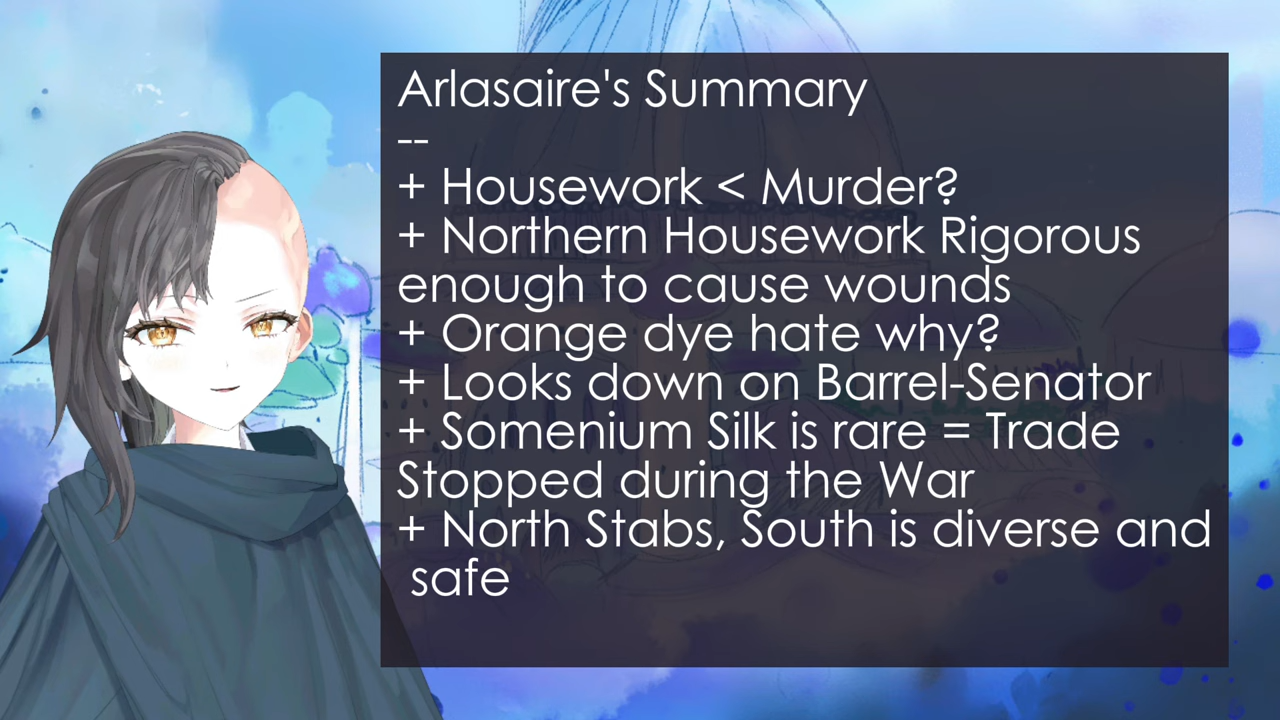 Arlasaire's Summary
--
+ Housework < Murder?
+ Northern Housework Rigorous
enough to cause wounds
+ Orange dye hate why?
+ Looks down on Barrel-Senator
+ Somenium Silk is rare = Trade
Stopped during the War
+ North Stabs, South is diverse and
safe